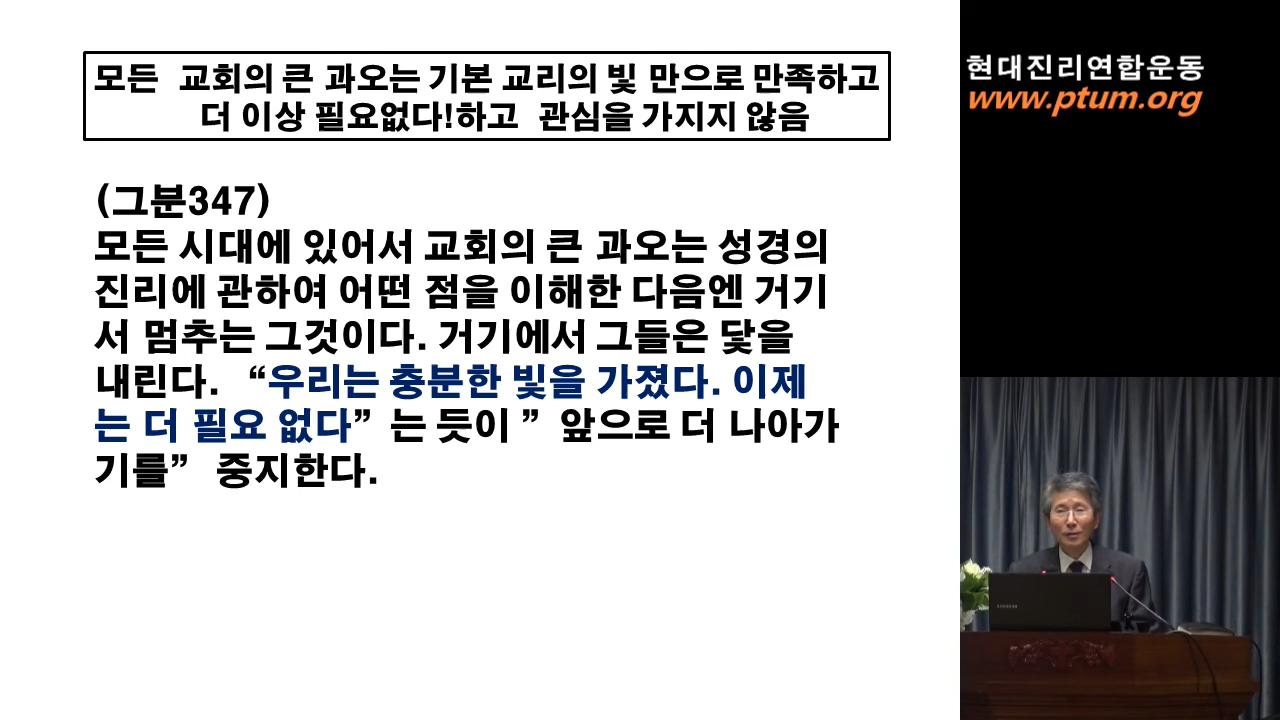 모든 교회의 큰 과오는 기본 교리의 빛 만으로 만족하고
더 이상 필요없다!하고 관심을 가지지 않음
(그분347)
모든 시대에 있어서 교회의 큰 과오는 성경의
진리에 관하여 어떤 점을 이해한 다음엔 거기
서 멈추는 그것이다. 거기에서 그들은 닻을
내린다. “우리는 충분한 빛을 가졌다. 이제
는 더 필요 없다” 는 듯이 ” 앞으로 더 나아가
기를” 중지한다.
현대진리연합운동
www.ptum.org
SAMSUNG